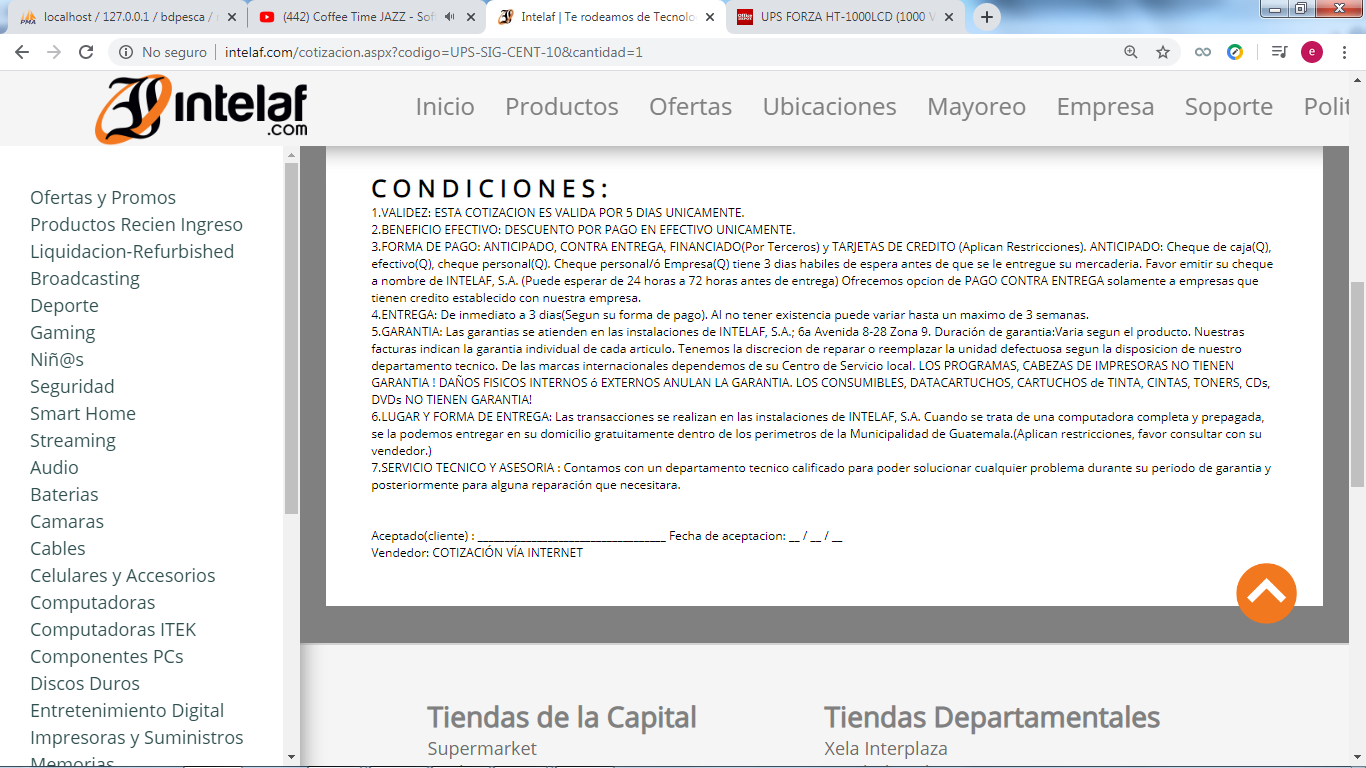 localhost / 127.0.0.1 / bdpesca /
(442) Coffee Time JAZZ - Sof
Intelaf | Te rodeamos de Tecnolo
UPS FORZA HT-1000LCD (1000 V
No seguro
intelaf.com/cotizacion.aspx?codigo=UPS-SIG-CENT-10&cantidad=1
e
ıntelaf
.com
Inicio
Productos
Ofertas
Ubicaciones
Mayoreo
Empresa
Soporte
Polit
Ofertas y Promos
Productos Recien Ingreso
Liquidacion-Refurbished
Broadcasting
Deporte
Gaming
Niñ@s
Seguridad
Smart Home
Streaming
Audio
Baterias
Camaras
Cables
Celulares y Accesorios
Computadoras
Computadoras ITEK
Componentes PCs
Discos Duros
Entretenimiento Digital
Impresoras y Suministros
Memorias
CONDICIONES:
1.VALIDEZ: ESTA COTIZACION ES VALIDA POR 5 DIAS UNICAMENTE.
2.BENEFICIO EFECTIVO: DESCUENTO POR PAGO EN EFECTIVO UNICAMENTE.
3.FORMA DE PAGO: ANTICIPADO, CONTRA ENTREGA, FINANCIADO(Por Terceros) y TARJETAS DE CREDITO (Aplican Restricciones). ANTICIPADO: Cheque de caja(Q),
efectivo(Q), cheque personal(Q). Cheque personal/ó Empresa(Q) tiene 3 dias habiles de espera antes de que se le entregue su mercaderia. Favor emitir su cheque
a nombre de INTELAF, S.A. (Puede esperar de 24 horas a 72 horas antes de entrega) Ofrecemos opcion de PAGO CONTRA ENTREGA solamente a empresas que
tienen credito establecido con nuestra empresa.
4.ENTREGA: De inmediato a 3 dias(Segun su forma de pago). Al no tener existencia puede variar hasta un maximo de 3 semanas.
5.GARANTIA: Las garantias se atienden en las instalaciones de INTELAF, S.A.; 6a Avenida 8-28 Zona 9. Duración de garantia:Varia segun el producto. Nuestras
facturas indican la garantia individual de cada articulo. Tenemos la discrecion de reparar o reemplazar la unidad defectuosa segun la disposicion de nuestro
departamento tecnico. De las marcas internacionales dependemos de su Centro de Servicio local. LOS PROGRAMAS, CABEZAS DE IMPRESORAS NO TIENEN
GARANTIA ! DAÑOS FISICOS INTERNOS ó EXTERNOS ANULAN LA GARANTIA. LOS CONSUMIBLES, DATACARTUCHOS, CARTUCHOS de TINTA, CINTAS, TONERS, CDs,
DVDs NO TIENEN GARANTIA!
6.LUGAR Y FORMA DE ENTREGA: Las transacciones se realizan en las instalaciones de INTELAF, S.A. Cuando se trata de una computadora completa y prepagada,
se la podemos entregar en su domicilio gratuitamente dentro de los perimetros de la Municipalidad de Guatemala.(Aplican restricciones, favor consultar con su
vendedor.)
7.SERVICIO TECNICO Y ASESORIA : Contamos con un departamento tecnico calificado para poder solucionar cualquier problema durante su periodo de garantia y
posteriormente para alguna reparación que necesitara.
Aceptado(cliente) : ___________________________________ Fecha de aceptacion: __ / __ / __
Vendedor: COTIZACIÓN VÍA INTERNET
Tiendas de la Capital
Supermarket
Tiendas Departamentales
Xela Interplaza